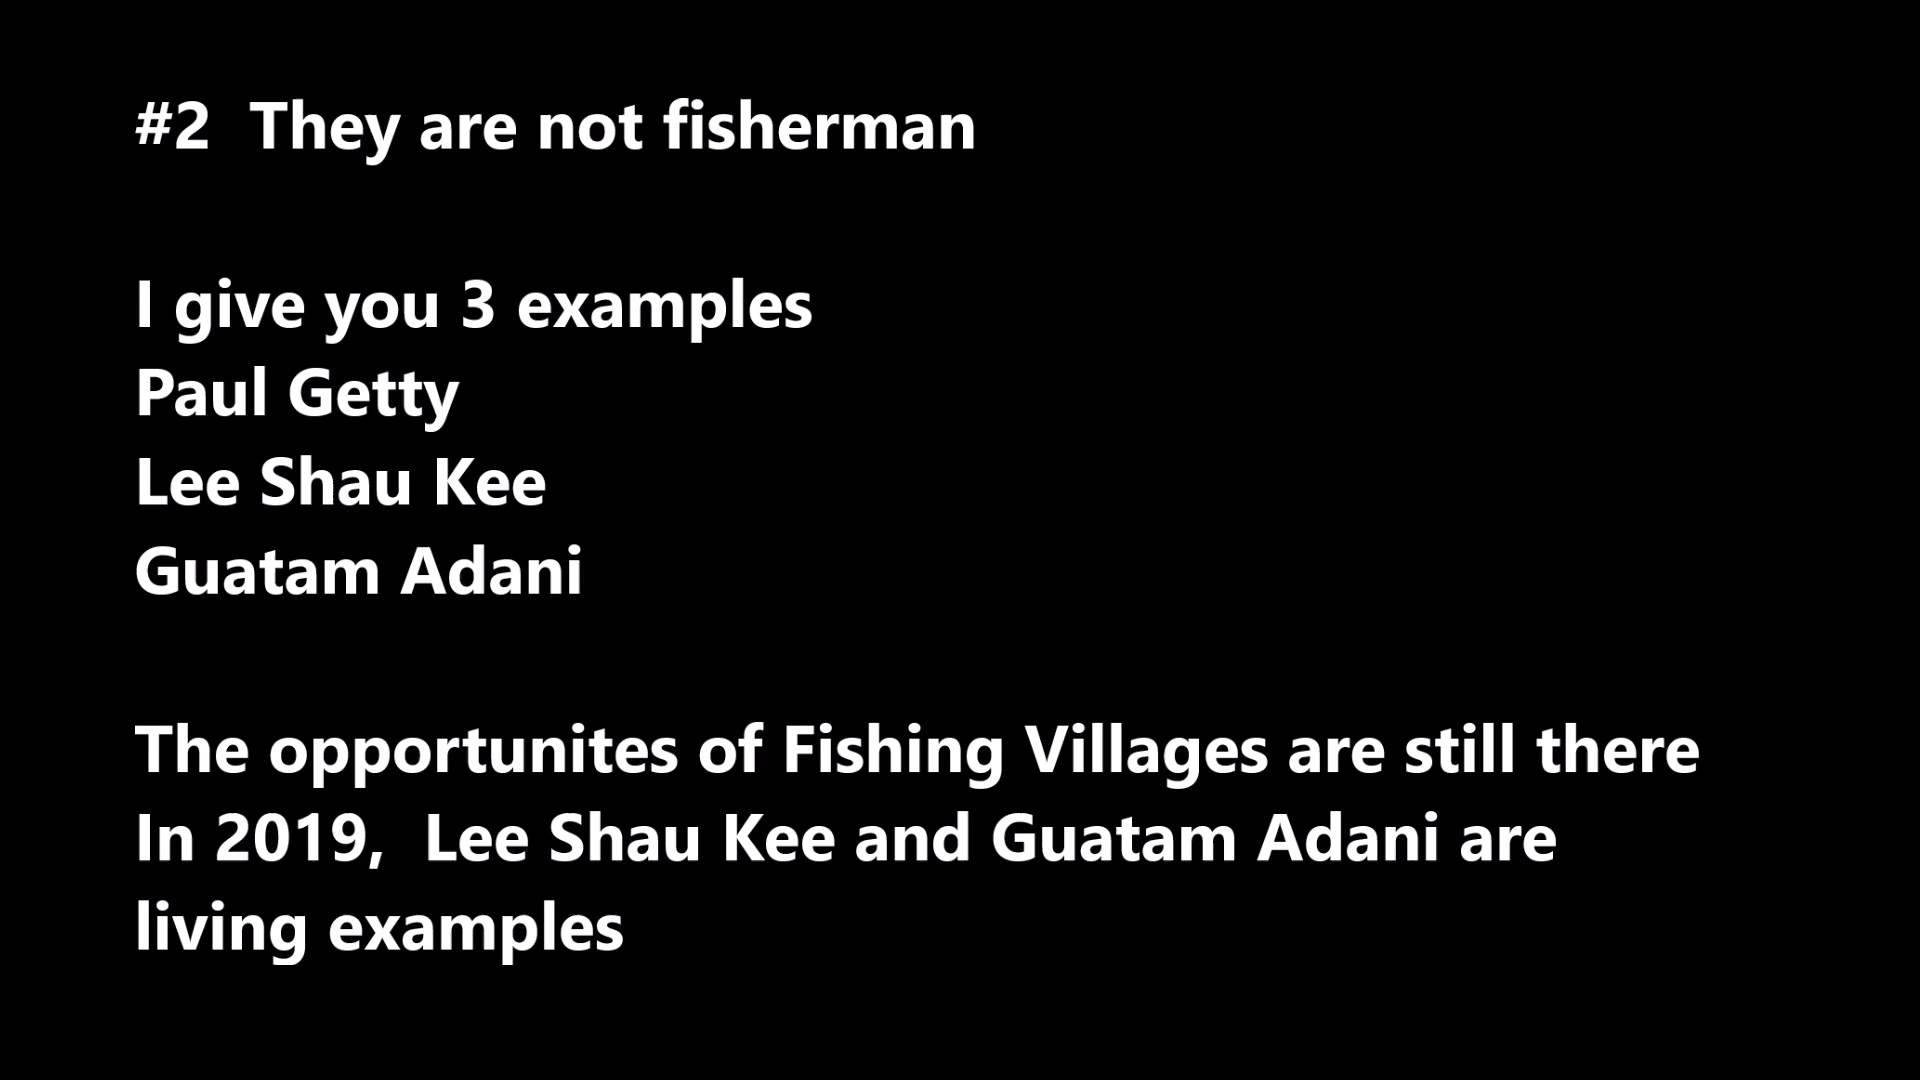 #2  They are not fisherman
I give you 3 examples
Paul Getty
Lee Shau Kee
Guatam Adani
The opportunites of Fishing Villages are still there
In 2019,  Lee Shau Kee and Guatam Adani are
living examples